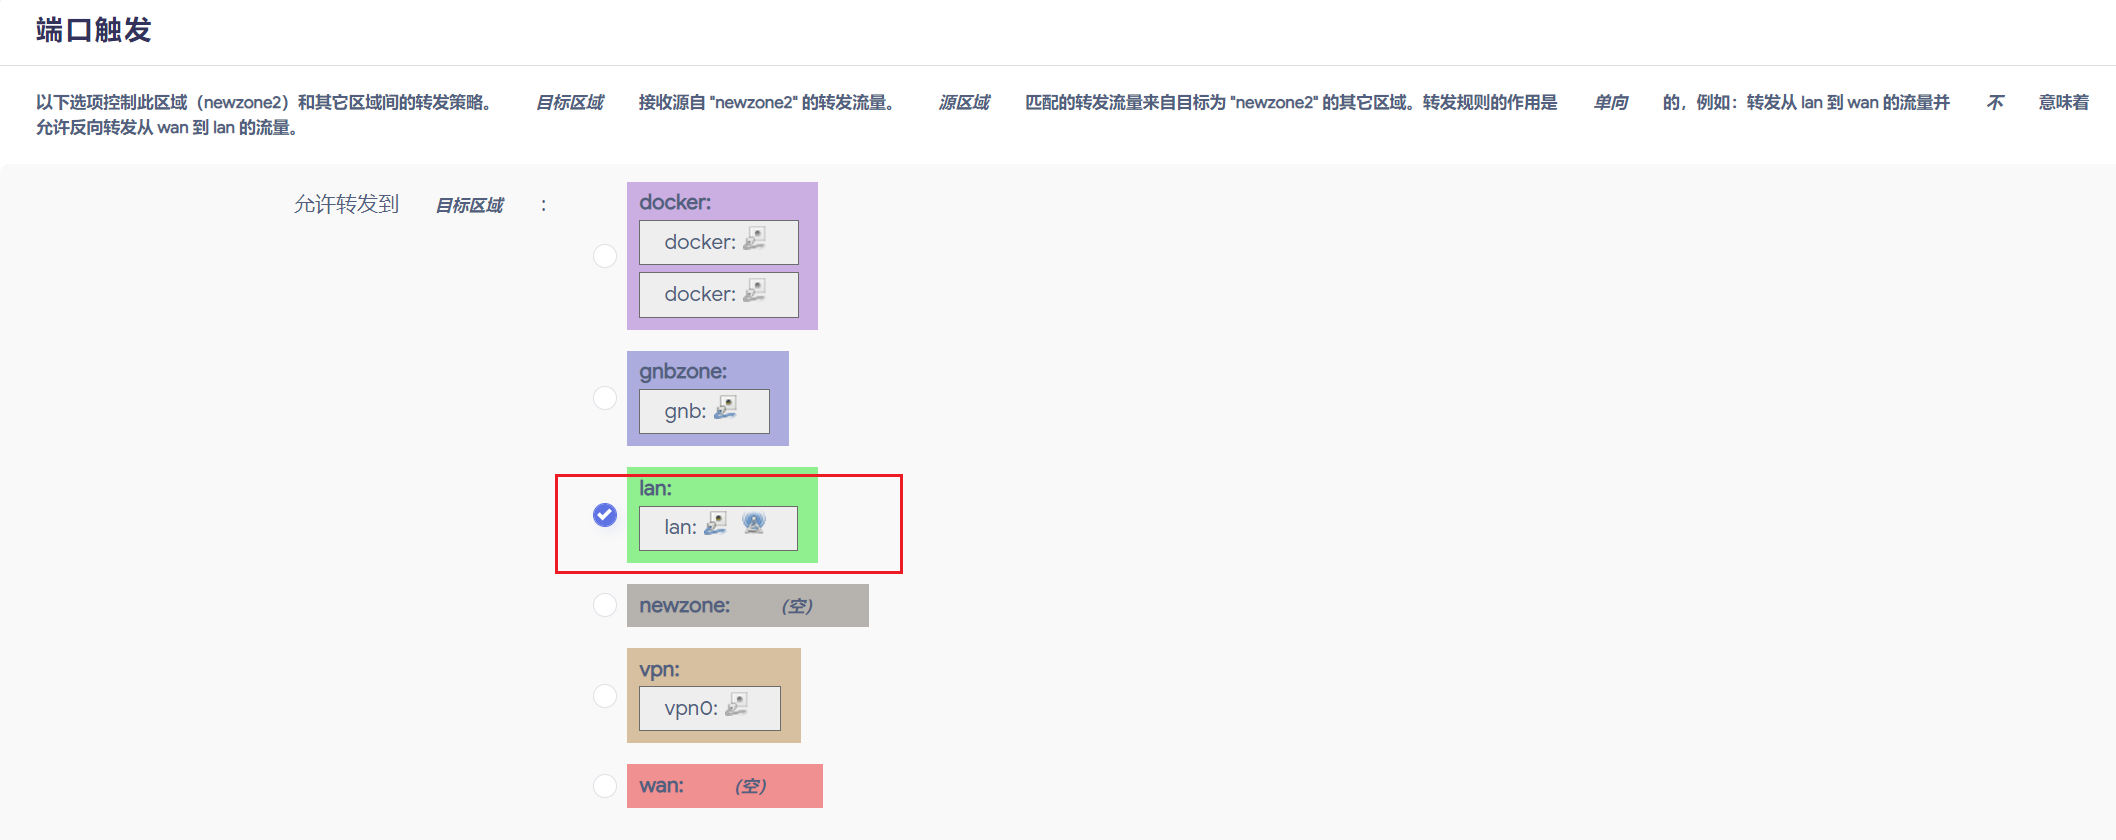 端口触发
以下选项控制此区域（newzone2）和其它区域间的转发策略。 目标区域 接收源自 "newzone2" 的转发流量。 源区域 匹配的转发流量来自目标为 "newzone2" 的其它区域。转发规则的作用是 单向 的，例如：转发从 lan 到 wan 的流量并 不 意味着
允许反向转发从 wan 到 lan 的流量。
允许转发到 目标区域 :
docker:
docker:
docker:
gnbzone:
gnb:
lan:
lan:
newzone: (空)
vpn:
vpn0:
wan: (空)